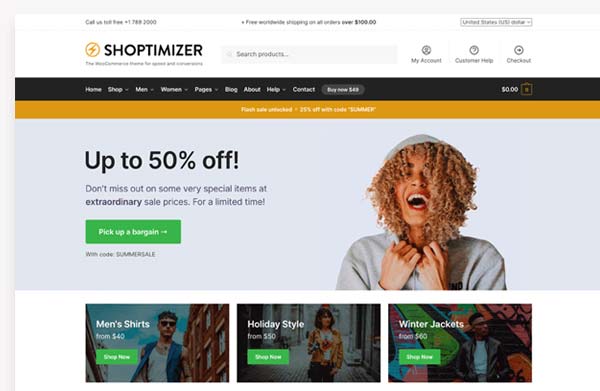 Call us toll free +1 789 2000
+ Free worldwide shipping on all orders over $100.00
United States (US) dollar
SHOPTIMIZER
The WooCommerce theme for speed and conversions
Search products...
My Account
Customer Help
Checkout
Home Shop Men Women Pages Blog About Help Contact Buy now $49
$0.00 0
Flash sale unlocked ⚡ 25% off with code "SUMMER"
Up to 50% off!
Don't miss out on some very special items at
extraordinary sale prices. For a limited time!
Pick up a bargain →
With code: SUMMERSALE
Men's Shirts
from $40
Shop Now
Holiday Style
from $50
Shop Now
Winter Jackets
from $60
Shop Now